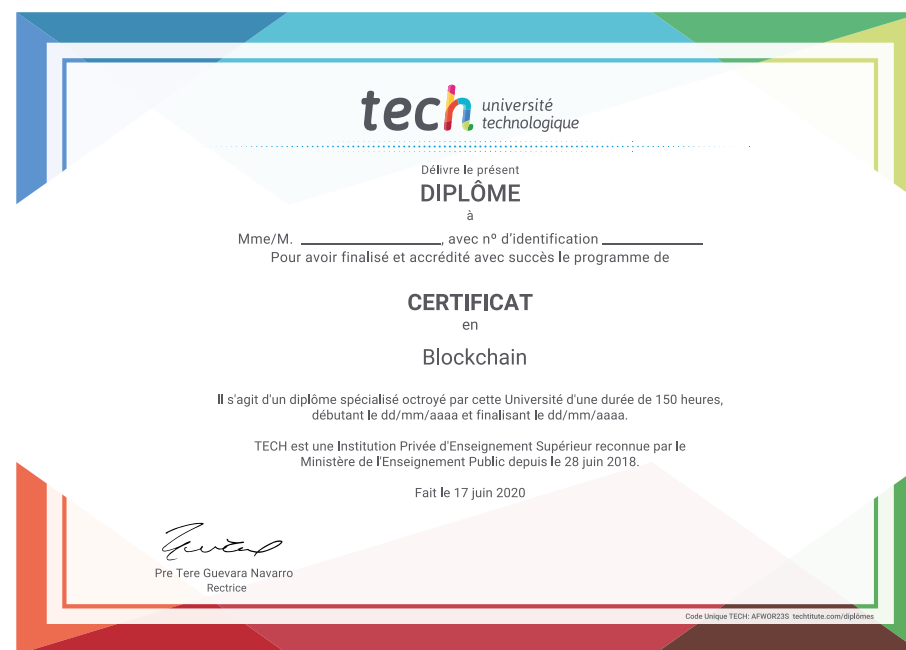 tech université
technologique
Délivre le présent
DIPLÔME
à
Mme/M. ____________________, avec nº d'identification ______________
Pour avoir finalisé et accrédité avec succès le programme de
CERTIFICAT
en
Blockchain
Il s'agit d'un diplôme spécialisé octroyé par cette Université d'une durée de 150 heures,
débutant le dd/mm/aaaa et finalisant le dd/mm/aaaa.
TECH est une Institution Privée d'Enseignement Supérieur reconnue par le
Ministère de l'Enseignement Public depuis le 28 juin 2018.
Fait le 17 juin 2020
Pre Tere Guevara Navarro
Rectrice
Code Unique TECH: AFWOR23S techtitute.com/diplômes